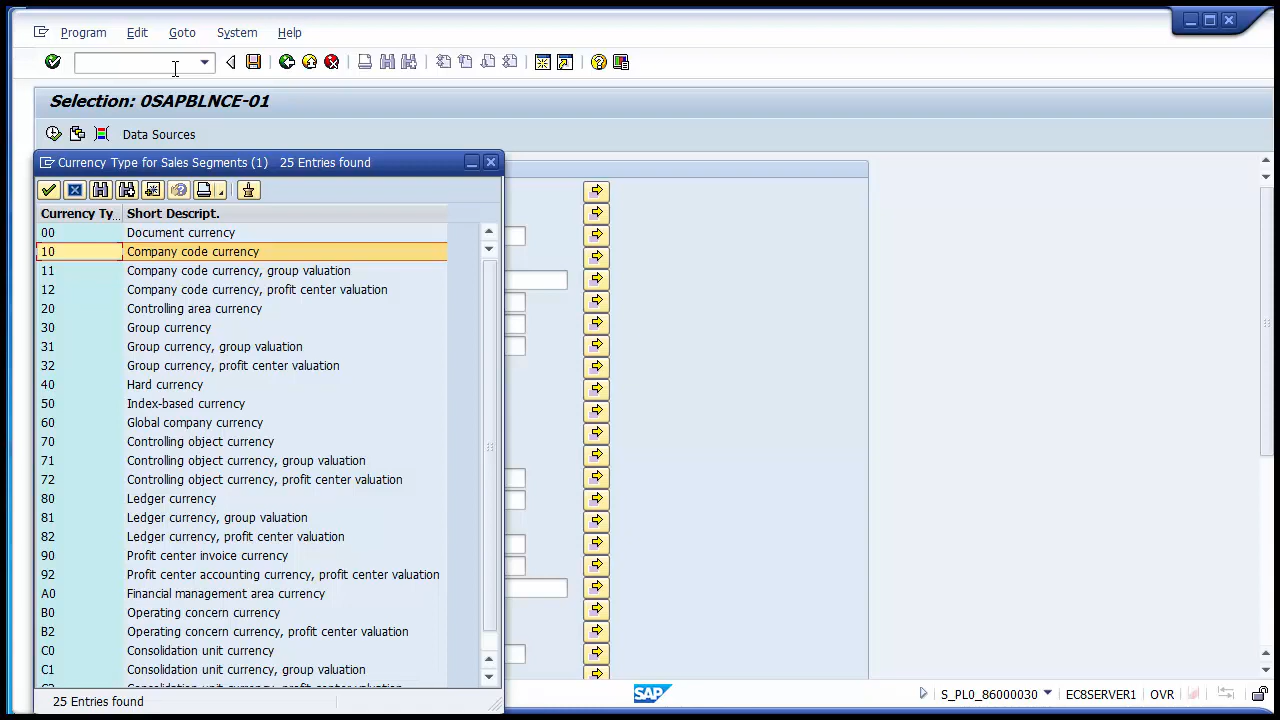 Program Edit Goto System Help
Selection: 0SAPBLNCE-01
Data Sources
Currency Type for Sales Segments (1) 25 Entries found
Currency Ty... Short Descript.
00 Document currency
10 Company code currency
11 Company code currency, group valuation
12 Company code currency, profit center valuation
20 Controlling area currency
30 Group currency
31 Group currency, group valuation
32 Group currency, profit center valuation
40 Hard currency
50 Index-based currency
60 Global company currency
70 Controlling object currency
71 Controlling object currency, group valuation
72 Controlling object currency, profit center valuation
80 Ledger currency
81 Ledger currency, group valuation
82 Ledger currency, profit center valuation
90 Profit center invoice currency
92 Profit center accounting currency, profit center valuation
A0 Financial management area currency
B0 Operating concern currency
B2 Operating concern currency, profit center valuation
C0 Consolidation unit currency
C1 Consolidation unit currency, group valuation
25 Entries found
SAP S_PL0_86000030 ECC6SERVER1 OVR